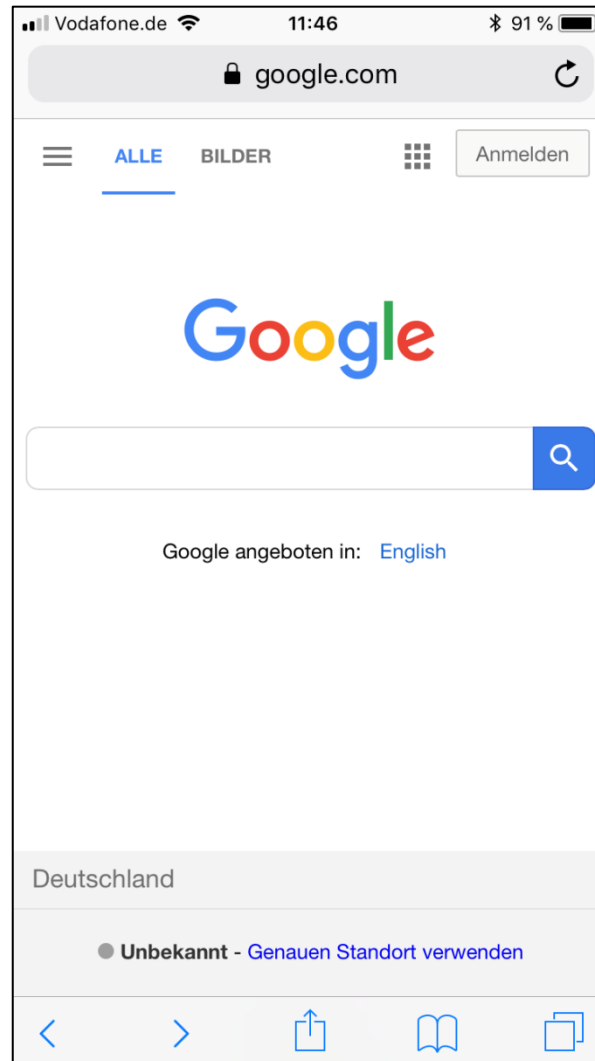 Vodafone.de 11:46 91 %
google.com
ALLE BILDER Anmelden
Google
Google angeboten in: English
Deutschland
Unbekannt - Genauen Standort verwenden